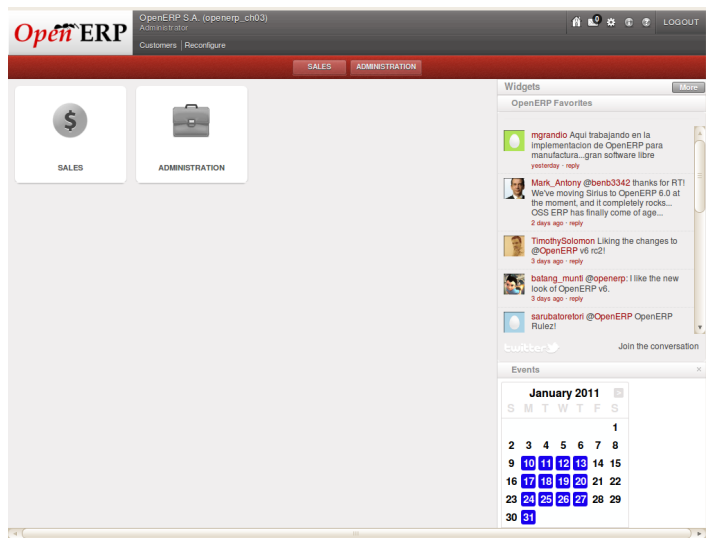 Open ERP
OpenERP S.A. (openerp_ch03)
Administrator
Customers | Reconfigure
0
LOGOUT
SALES
ADMINISTRATION
$
SALES
ADMINISTRATION
Widgets
More
OpenERP Favorites
mgrandio Aqui trabajando en la
implementacion de OpenERP para
manufactura...gran software libre
yesterday · reply
Mark_Antony @benb3342 thanks for RT!
We've moving Sirius to OpenERP 6.0 at
the moment, and it completely rocks...
OSS ERP has finally come of age...
2 days ago · reply
TimothySolomon Liking the changes to
@OpenERP v6 rc2!
3 days ago · reply
batang_munti @openerp: I like the new
look of OpenERP v6.
3 days ago · reply
sarubatoretori @OpenERP OpenERP
Rulez!
twitter
Join the conversation
Events
×
January 2011
>
S M T W T F S
1
2 3 4 5 6 7 8
9 10 11 12 13 14 15
16 17 18 19 20 21 22
23 24 25 26 27 28 29
30 31